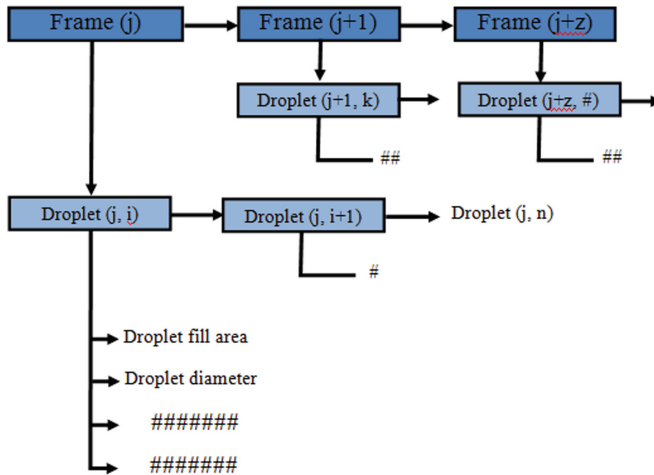 Frame (j) Frame (j+1) Frame (j+z)
Droplet (j+1, k) Droplet (j+z, #)
## ##
Droplet (j, i) Droplet (j, i+1) Droplet (j, n)
#
Droplet fill area
Droplet diameter
#######
#######